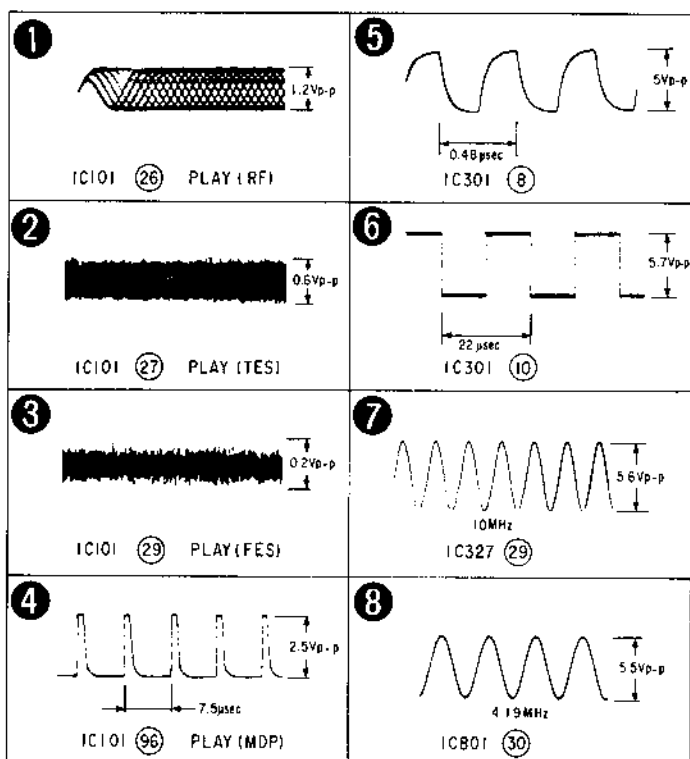 1
1.2Vp-p
IC101 26 PLAY (RF)
2
0.6Vp-p
IC101 27 PLAY (TES)
3
0.2Vp-p
IC101 29 PLAY (FES)
4
2.5Vp-p
7.5µsec
IC101 96 PLAY (MDP)
5
5Vp-p
0.48µsec
IC301 8
6
5.7Vp-p
22µsec
IC301 10
7
5.6Vp-p
10MHz
IC327 29
8
5.5Vp-p
4.19MHz
IC801 30